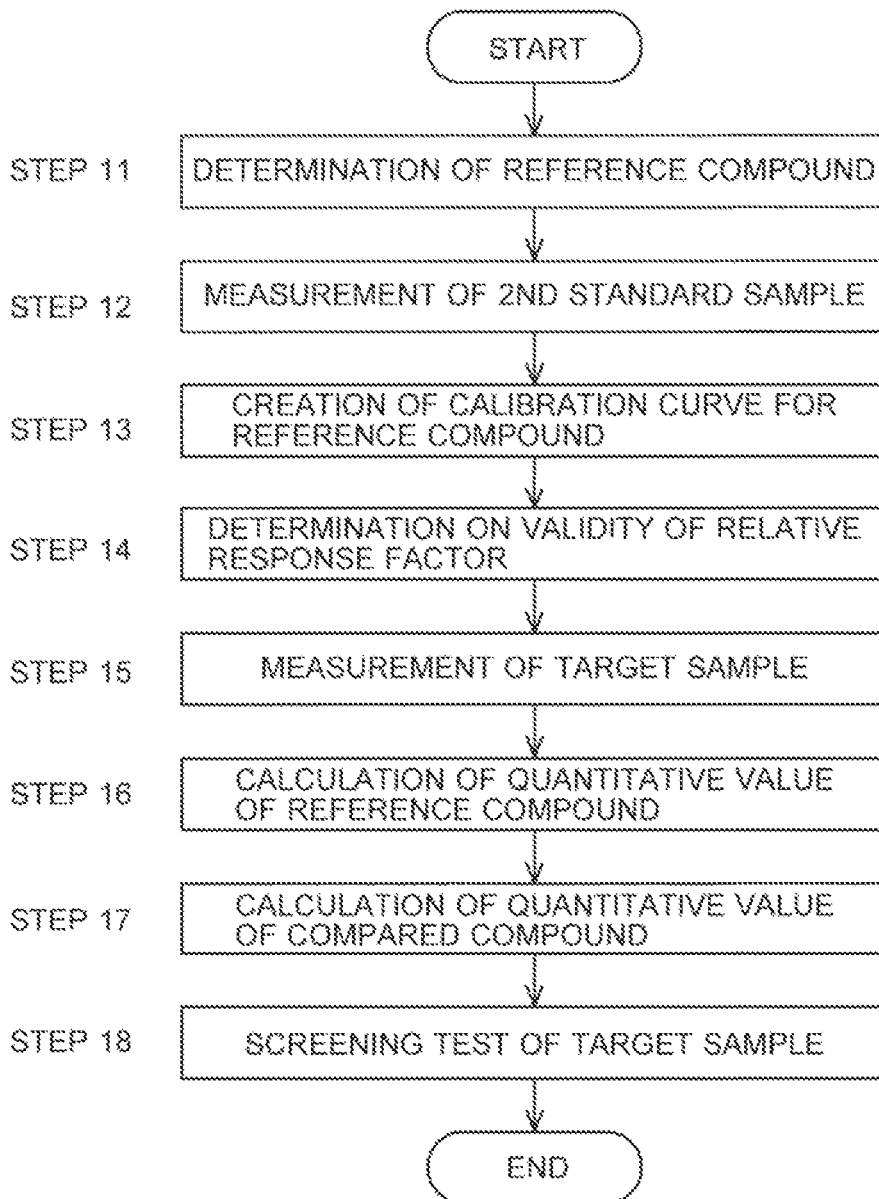 START
STEP 11 DETERMINATION OF REFERENCE COMPOUND
STEP 12 MEASUREMENT OF 2ND STANDARD SAMPLE
STEP 13 CREATION OF CALIBRATION CURVE FOR
REFERENCE COMPOUND
STEP 14 DETERMINATION ON VALIDITY OF RELATIVE
RESPONSE FACTOR
STEP 15 MEASUREMENT OF TARGET SAMPLE
STEP 16 CALCULATION OF QUANTITATIVE VALUE
OF REFERENCE COMPOUND
STEP 17 CALCULATION OF QUANTITATIVE VALUE
OF COMPARED COMPOUND
STEP 18 SCREENING TEST OF TARGET SAMPLE
END